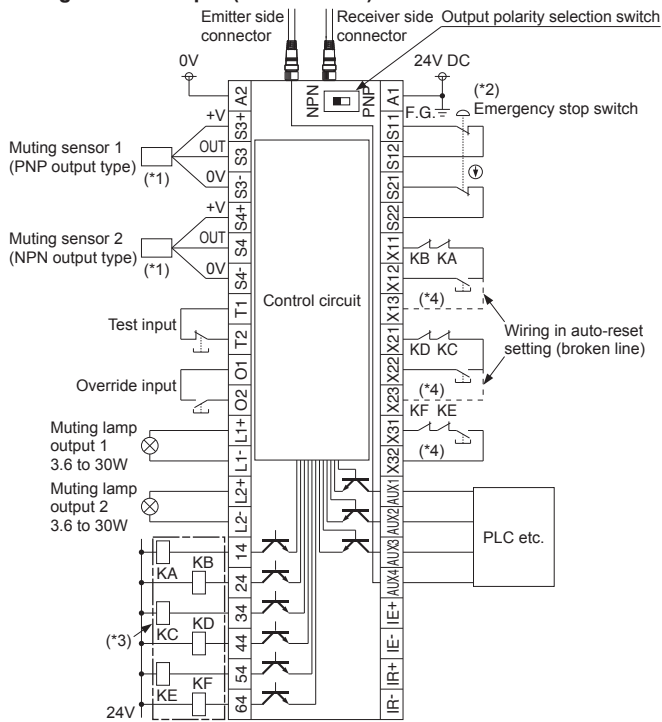 Emitter side connector
Receiver side connector
Output polarity selection switch
0V
24V DC
NPN
PNP
A2
S3+
S3
S3-
S4+
S4
S4-
T1
T2
O1
O2
L1+
L1-
L2+
L2-
14
24
34
44
54
64
A1
F.G.
S11
S12
S21
S22
X11
X12
X13
X21
X22
X23
X31
X32
AUX1
AUX2
AUX3
AUX4
IE+
IE-
IR+
IR-
(*2)
Emergency stop switch
+V
Muting sensor 1
OUT
(PNP output type)
(*1)
0V
+V
Muting sensor 2
OUT
(NPN output type)
(*1)
0V
Control circuit
Test input
Override input
Muting lamp
output 1
3.6 to 30W
Muting lamp
output 2
3.6 to 30W
KB KA
(*4)
Wiring in auto-reset
setting (broken line)
KD KC
(*4)
KF KE
(*4)
PLC etc.
KA
KB
KC
KD
KE
KF
(*3)
24V